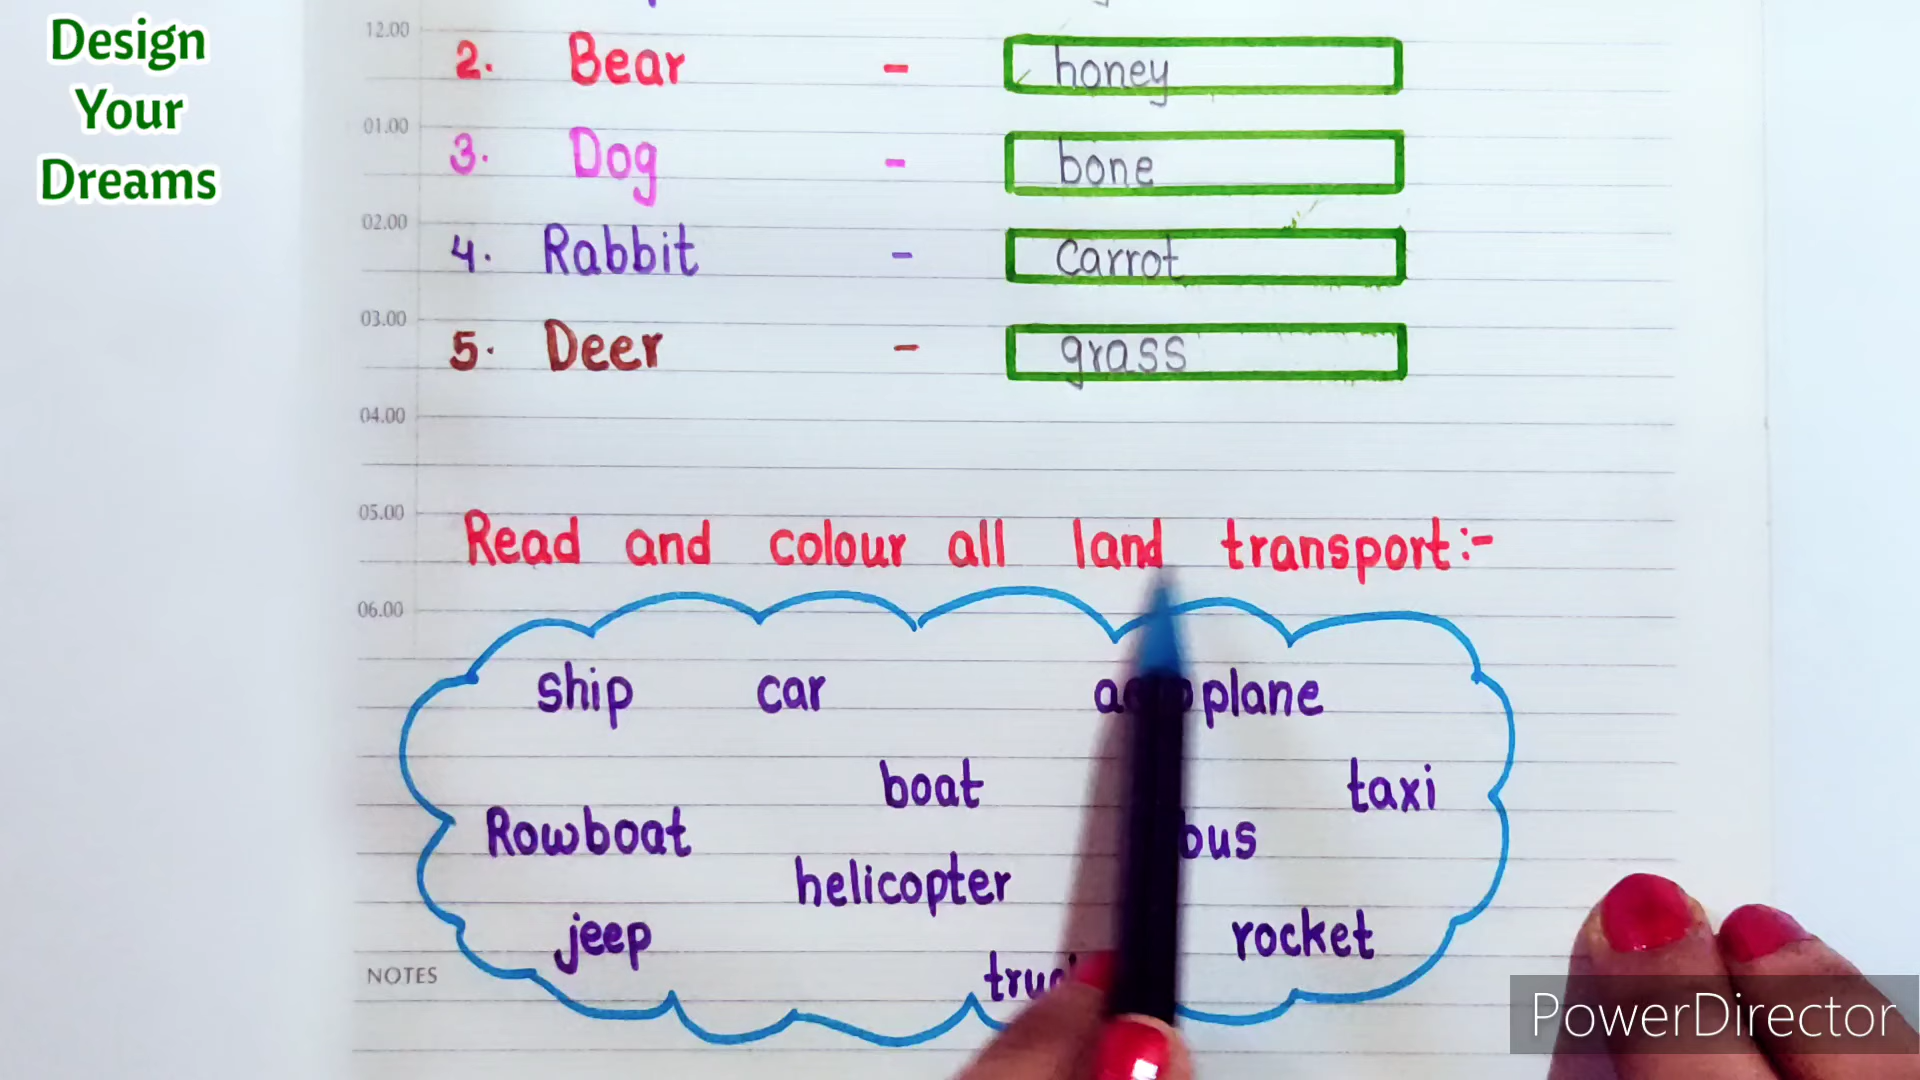 Design
Your
Dreams
12.00
2. Bear - honey
01.00
3. Dog - bone
02.00
4. Rabbit - carrot
03.00
5. Deer - grass
04.00
05.00
Read and colour all land transport:-
06.00
ship car
boat taxi
Rowboat bus
helicopter
jeep rocket
NOTES
PowerDirector